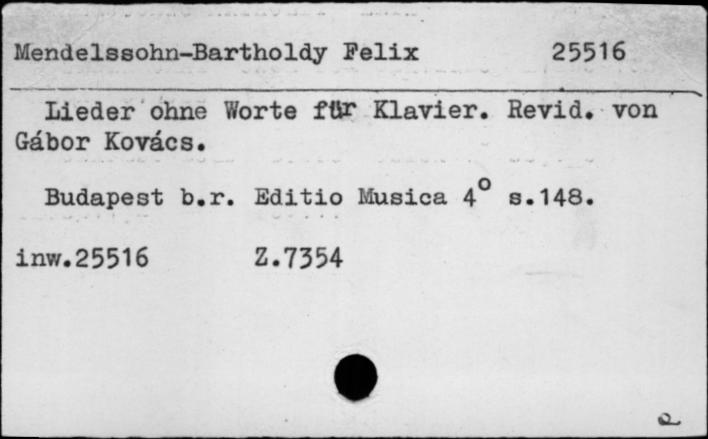 Mendelssohn-Bartholdy Felix 25516
Lieder ohne Worte für Klavier. Revid. von
Gábor Kovács.
Budapest b.r. Editio Musica 4° s.148.
inw.25516 Z.7354